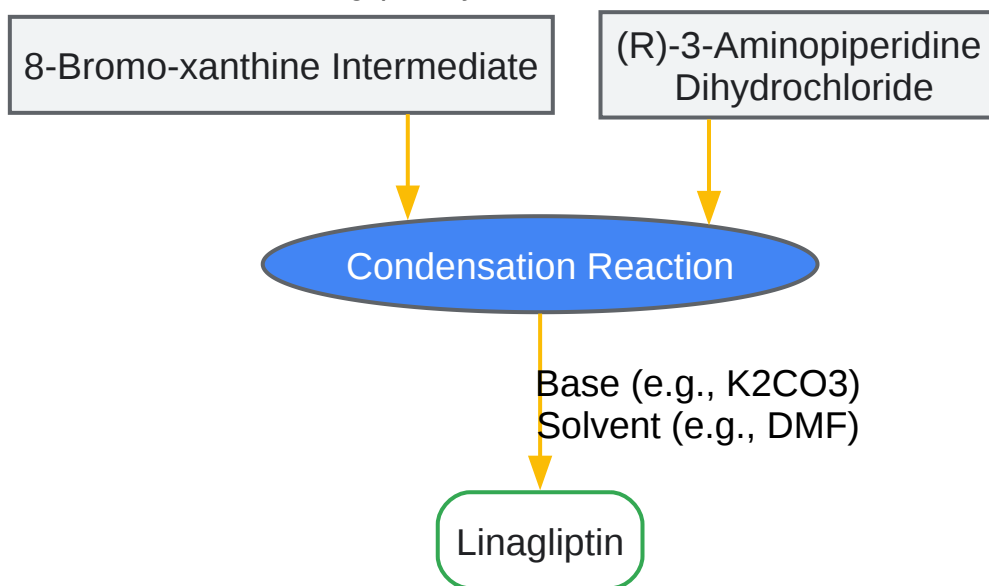 8-Bromo-xanthine Intermediate
(R)-3-Aminopiperidine
Dihydrochloride
Condensation Reaction
Base (e.g., K2CO3)
Solvent (e.g., DMF)
Linagliptin